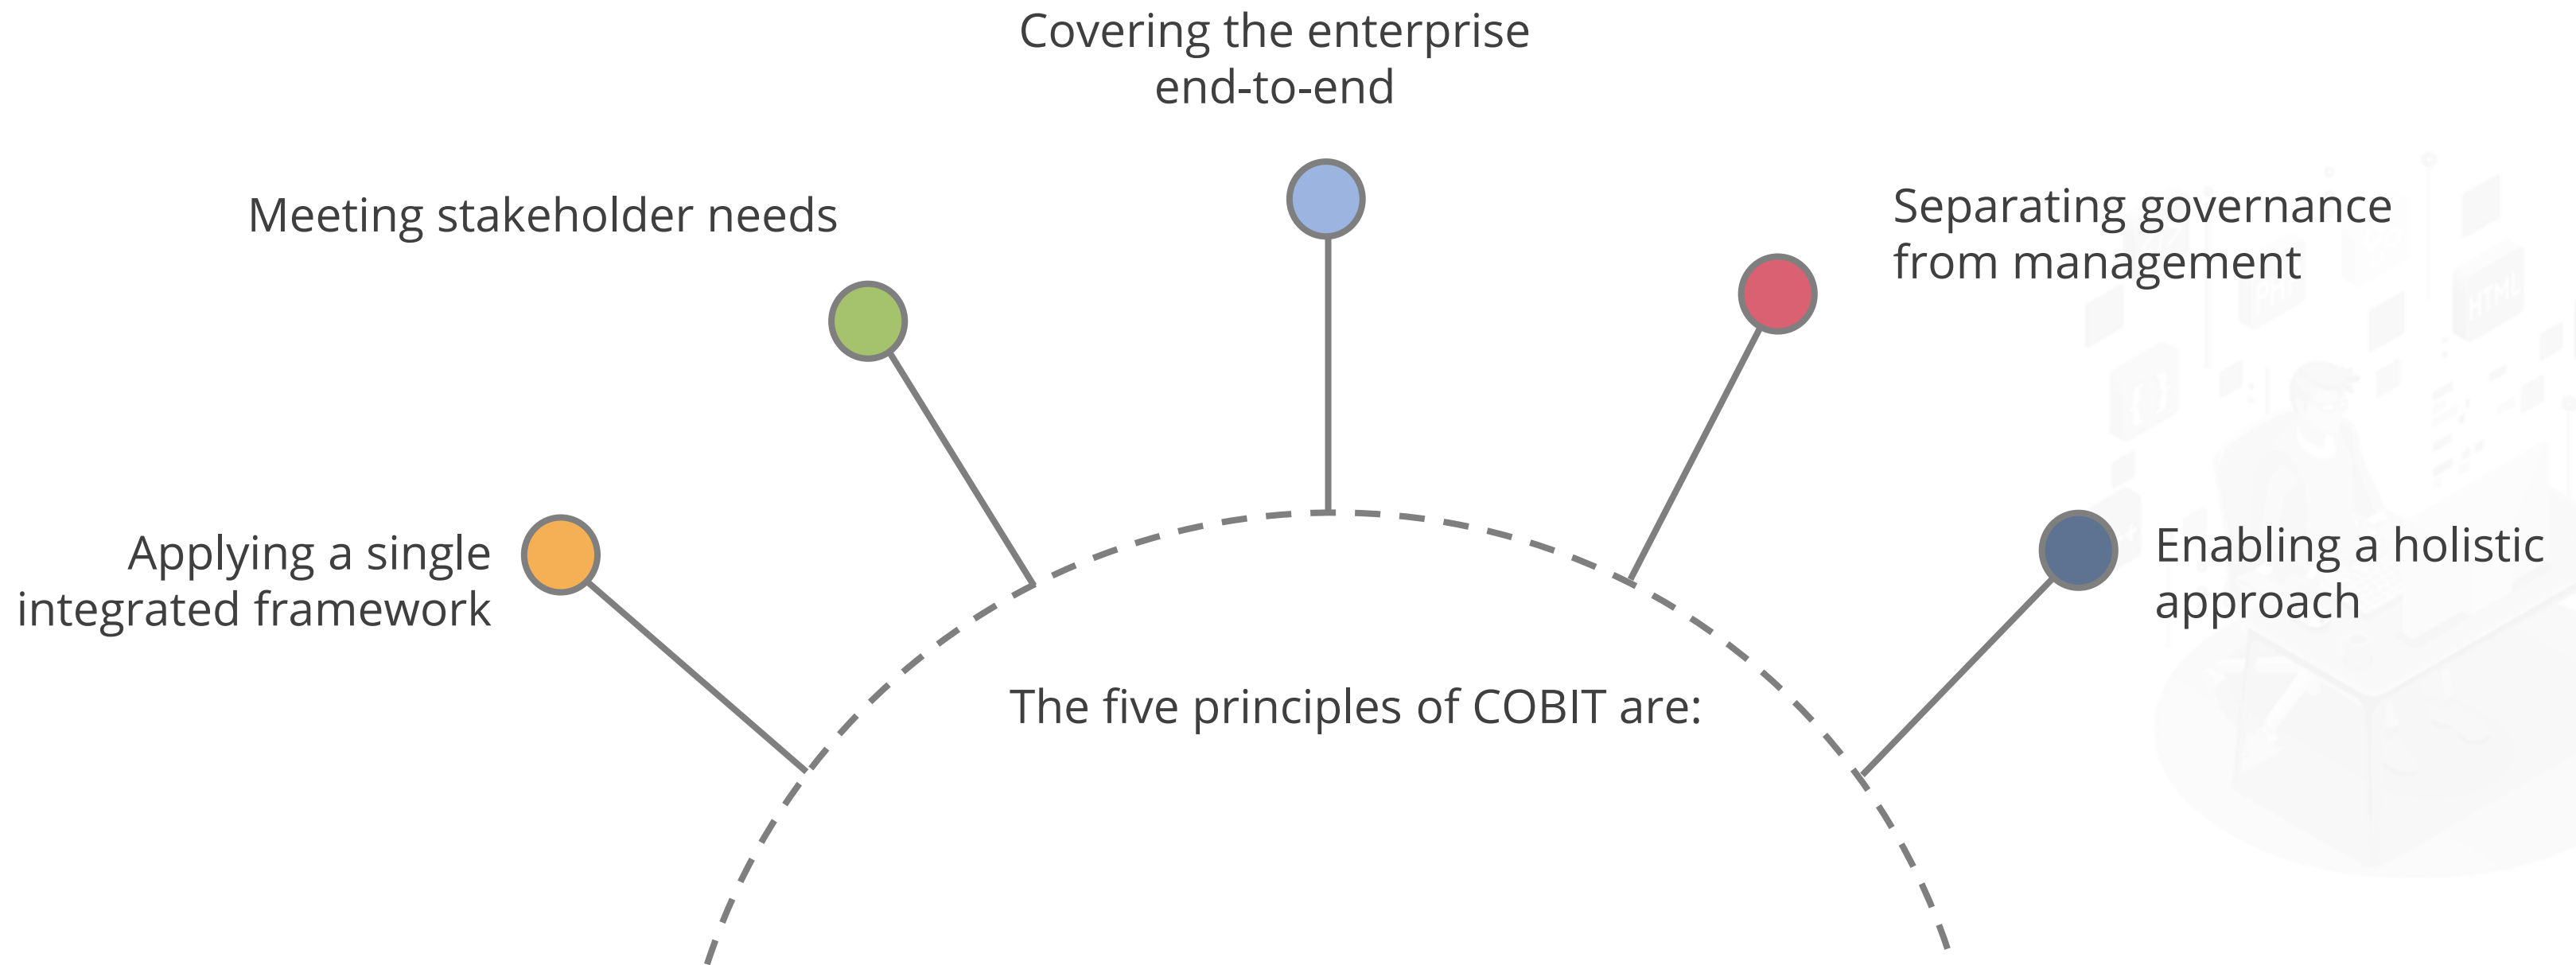 Covering the enterprise
end-to-end
Meeting stakeholder needs
Separating governance
from management
Applying a single
integrated framework
Enabling a holistic
approach
The five principles of COBIT are:
HTML
{ }